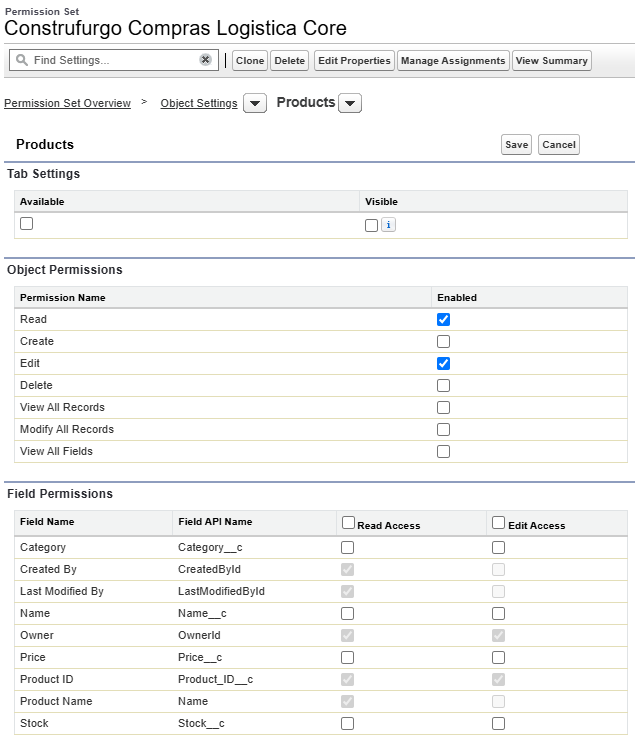 Permission Set
Construfurgo Compras Logistica Core
Find Settings...
Clone Delete Edit Properties Manage Assignments View Summary
Permission Set Overview > Object Settings Products
Products Save Cancel
Tab Settings
Available Visible
i
Object Permissions
Permission Name Enabled
Read
Create
Edit
Delete
View All Records
Modify All Records
View All Fields
Field Permissions
Field Name Field API Name Read Access Edit Access
Category Category__c
Created By CreatedById
Last Modified By LastModifiedById
Name Name__c
Owner OwnerId
Price Price__c
Product ID Product_ID__c
Product Name Name
Stock Stock__c